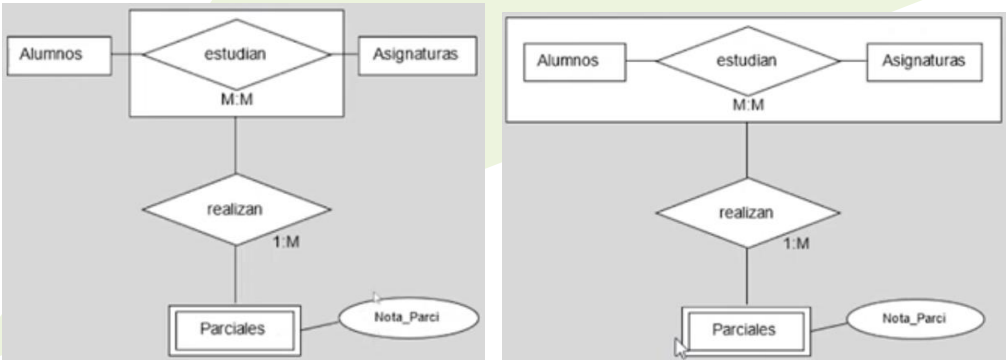 Alumnos
estudian
Asignaturas
M:M
realizan
1:M
Parciales
Nota_Parci
Alumnos
estudian
Asignaturas
M:M
realizan
1:M
Parciales
Nota_Parci